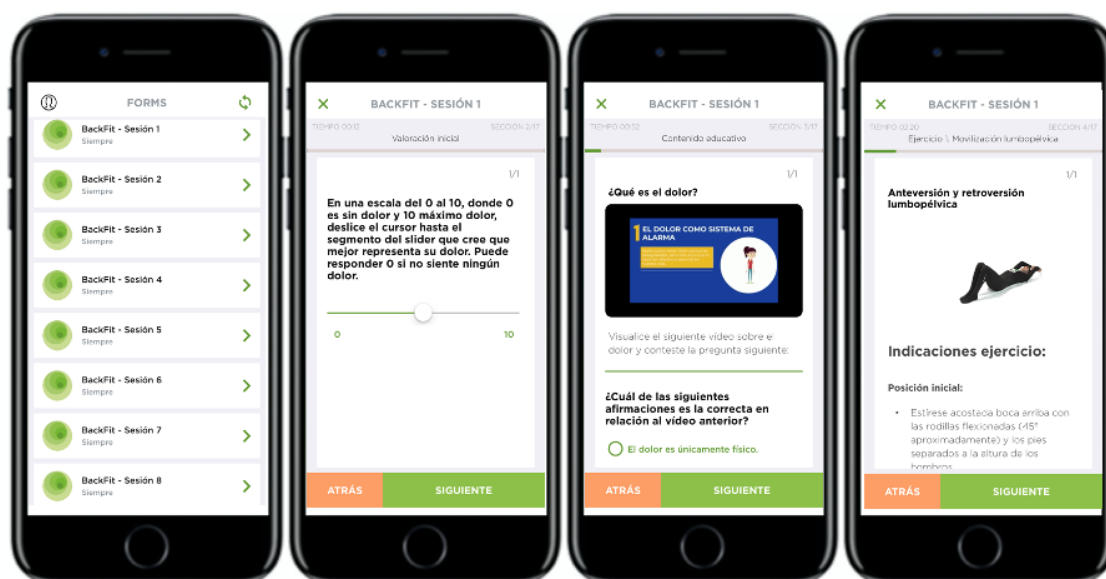 FORMS
BackFit - Sesión 1
Siempre
BackFit - Sesión 2
Siempre
BackFit - Sesión 3
Siempre
BackFit - Sesión 4
Siempre
BackFit - Sesión 5
Siempre
BackFit - Sesión 6
Siempre
BackFit - Sesión 7
Siempre
BackFit - Sesión 8
Siempre
BACKFIT - SESIÓN 1
TIEMPO 00:12 SECCIÓN 2/17
Valoración inicial
1/1
En una escala del 0 al 10, donde 0
es sin dolor y 10 máximo dolor,
deslice el cursor hasta el
segmento del slider que cree que
mejor representa su dolor. Puede
responder 0 si no siente ningún
dolor.
0 10
ATRÁS SIGUIENTE
BACKFIT - SESIÓN 1
TIEMPO 00:52 SECCIÓN 3/17
Contenido educativo
1/1
¿Qué es el dolor?
1 EL DOLOR COMO SISTEMA DE
ALARMA
Visualice el siguiente vídeo sobre el
dolor y conteste la pregunta siguiente:
¿Cuál de las siguientes
afirmaciones es la correcta en
relación al vídeo anterior?
El dolor es únicamente físico.
ATRÁS SIGUIENTE
BACKFIT - SESIÓN 1
TIEMPO 02:20 SECCIÓN 4/17
Ejercicio \ Movilización lumbopélvica
1/1
Anteversión y retroversión
lumbopélvica
Indicaciones ejercicio:
Posición inicial:
• Estírese acostada boca arriba con
las rodillas flexionadas (45°
aproximadamente) y los pies
separados a la altura de los
hombros
ATRÁS SIGUIENTE